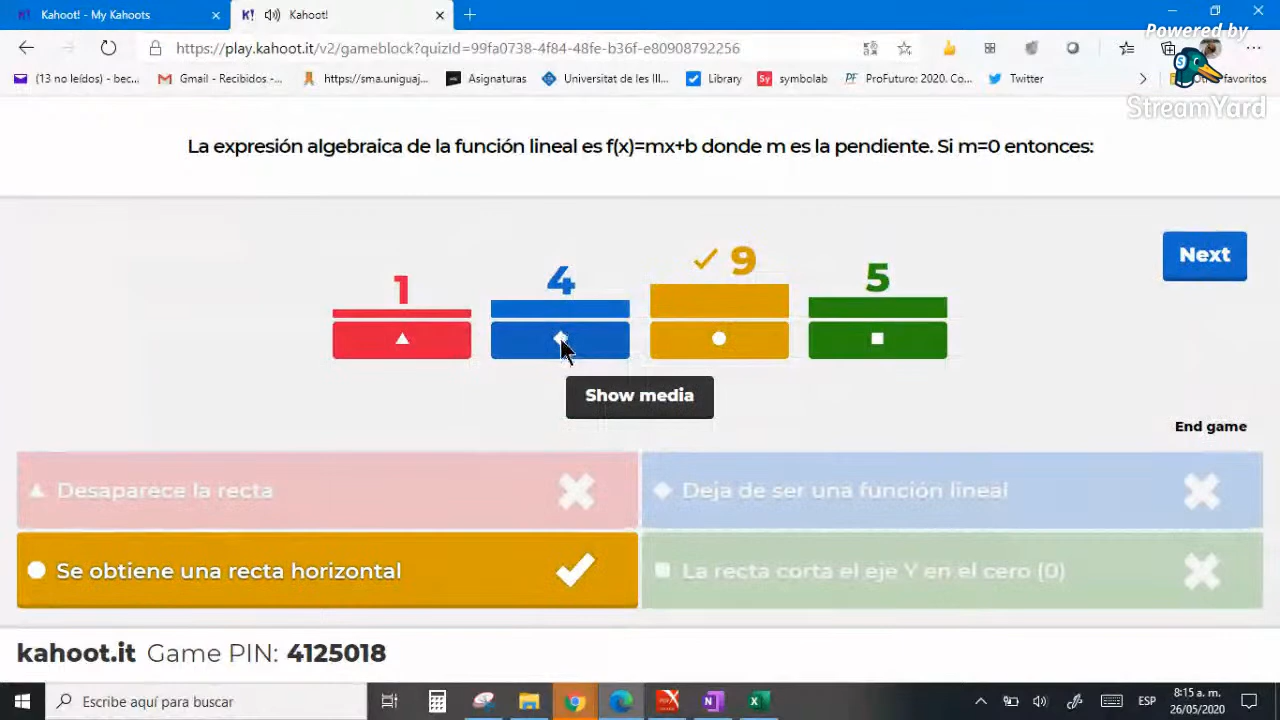 Kahoot! - My Kahoots
Kahoot!
Powered by
https://play.kahoot.it/v2/gameblock?quizId=99fa0738-4f84-48fe-b36f-e80908792256
(13 no leídos) - bec...
Gmail - Recibidos -...
https://sma.uniguaj...
Asignaturas
Universitat de les Ill...
Library
Sy symbolab
PF ProFuturo: 2020. Co...
Twitter
favoritos
StreamYard
La expresión algebraica de la función lineal es f(x)=mx+b donde m es la pendiente. Si m=0 entonces:
Next
1
4
9
5
Show media
End game
Desaparece la recta
Deja de ser una función lineal
Se obtiene una recta horizontal
La recta corta el eje Y en el cero (0)
kahoot.it Game PIN: 4125018
Escribe aquí para buscar
ESP
8:15 a. m.
26/05/2020